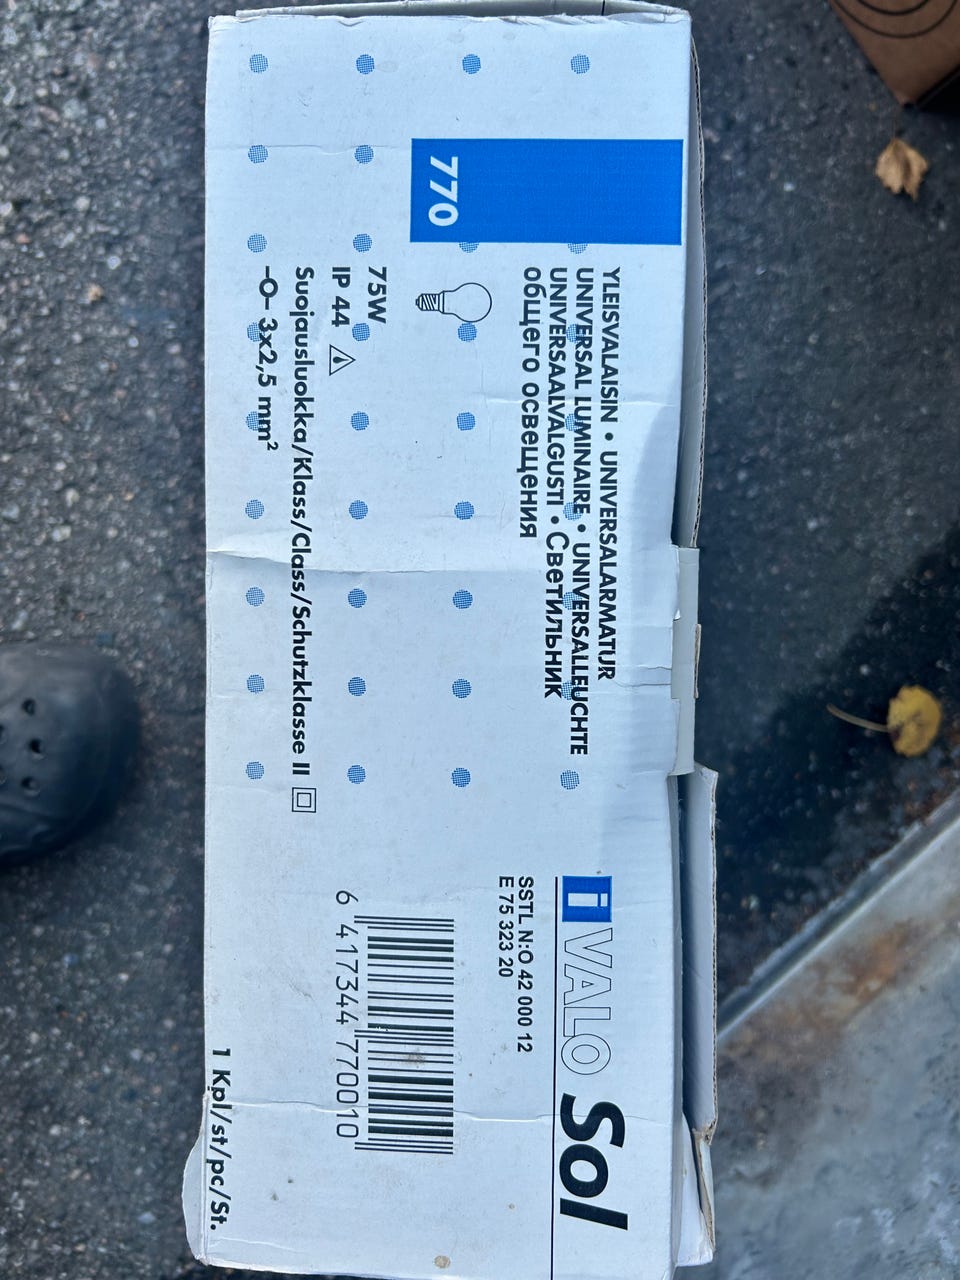 770
YLEISVALAISIN • UNIVERSALARMATUR
UNIVERSAL LUMINAIRE • UNIVERSALLEUCHTE
UNIVERSAALVALGUSTI • Светильник
общего освещения
75W
IP 44
Suojausluokka/Klass/Class/Schutzklasse II
-O- 3x2,5 mm²
i VALO Sol
SSTL N:O 42 000 12
E 75 323 20
6 417344 770010
1 Kpl/st/pc/St.